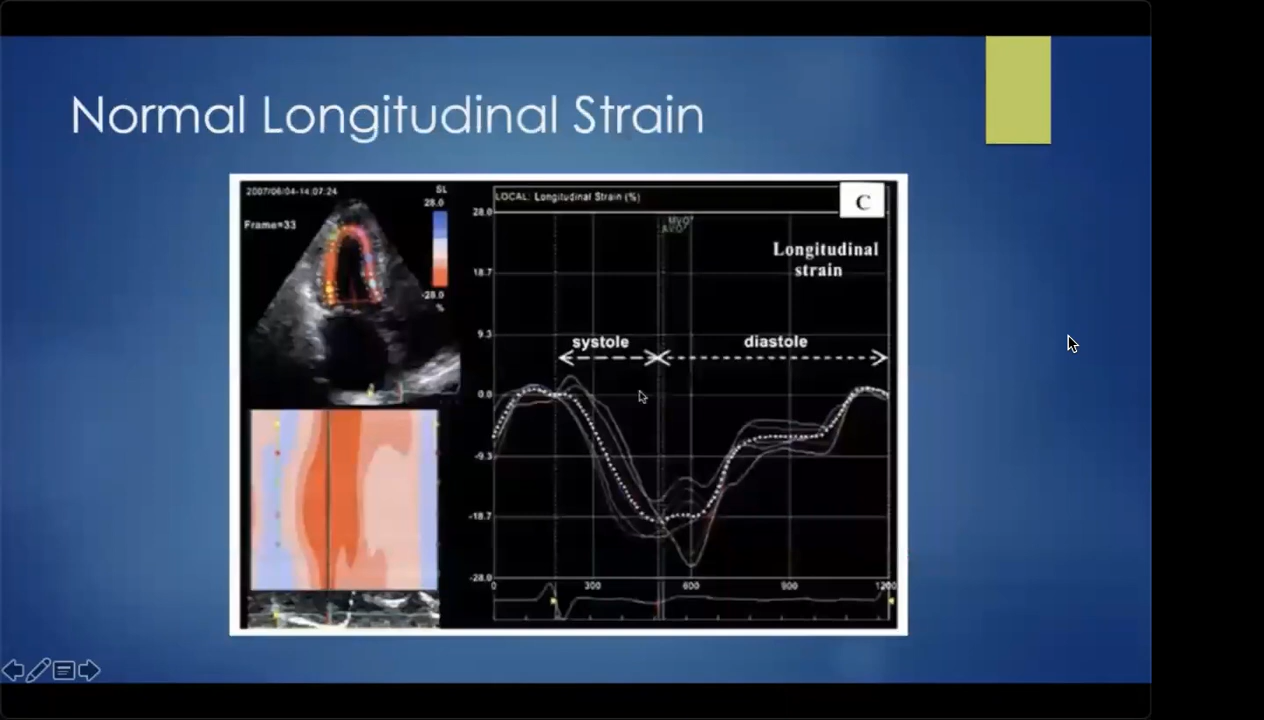 Normal Longitudinal Strain
2007/06/04-14:07:24
SL
28.0
Frame=33
-28.0
%
LOCAL: Longitudinal Strain (%)
C
28.0
MVO
AVO
Longitudinal
strain
18.7
9.3
systole
diastole
0.0
-9.3
-18.7
-28.0
0
300
600
900
1200